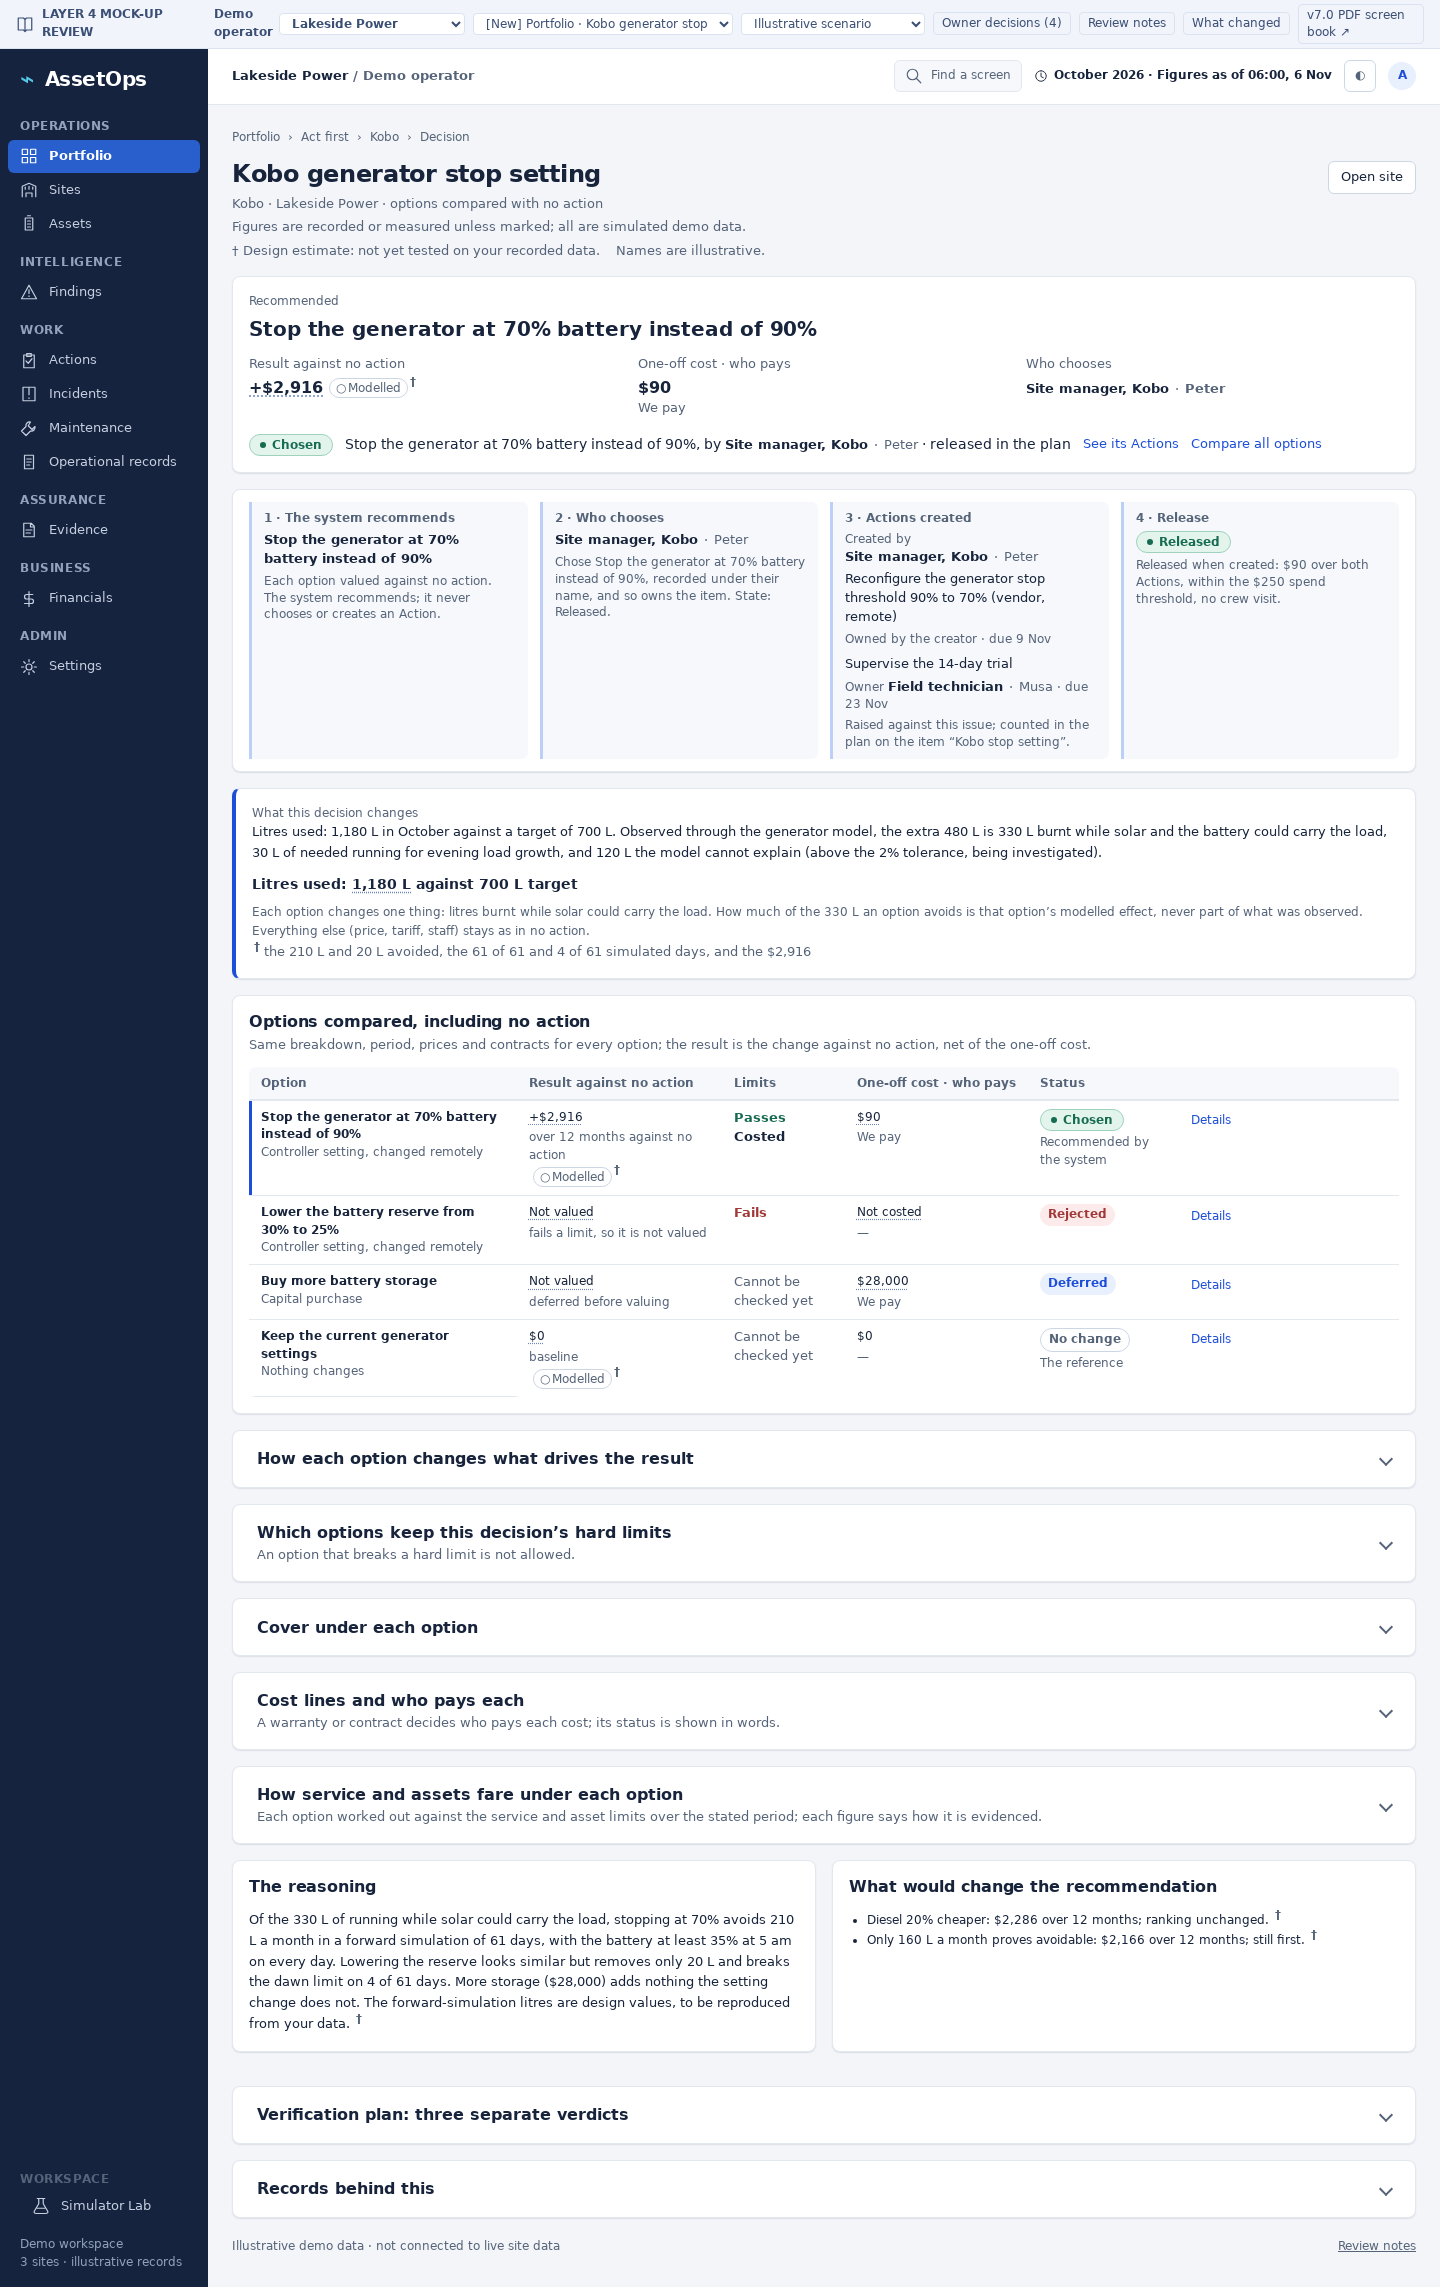 LAYER 4 MOCK-UP REVIEW
Demo operator
Lakeside Power
[New] Portfolio · Kobo generator stop
Illustrative scenario
Owner decisions (4)
Review notes
What changed
v7.0 PDF screen book ↗
AssetOps
OPERATIONS
Portfolio
Sites
Assets
INTELLIGENCE
Findings
WORK
Actions
Incidents
Maintenance
Operational records
ASSURANCE
Evidence
BUSINESS
Financials
ADMIN
Settings
WORKSPACE
Simulator Lab
Demo workspace
3 sites · illustrative records
Lakeside Power / Demo operator
Find a screen
October 2026 · Figures as of 06:00, 6 Nov
A
Portfolio › Act first › Kobo › Decision
Kobo generator stop setting
Open site
Kobo · Lakeside Power · options compared with no action
Figures are recorded or measured unless marked; all are simulated demo data.
† Design estimate: not yet tested on your recorded data. Names are illustrative.
Recommended
Stop the generator at 70% battery instead of 90%
Result against no action
+$2,916 Modelled †
One-off cost · who pays
$90
We pay
Who chooses
Site manager, Kobo · Peter
Chosen Stop the generator at 70% battery instead of 90%, by Site manager, Kobo · Peter · released in the plan See its Actions Compare all options
1 · The system recommends
Stop the generator at 70%
battery instead of 90%
Each option valued against no action.
The system recommends; it never
chooses or creates an Action.
2 · Who chooses
Site manager, Kobo · Peter
Chose Stop the generator at 70% battery
instead of 90%, recorded under their
name, and so owns the item. State:
Released.
3 · Actions created
Created by
Site manager, Kobo · Peter
Reconfigure the generator stop
threshold 90% to 70% (vendor,
remote)
Owned by the creator · due 9 Nov
Supervise the 14-day trial
Owner Field technician · Musa · due
23 Nov
Raised against this issue; counted in the
plan on the item “Kobo stop setting”.
4 · Release
Released
Released when created: $90 over both
Actions, within the $250 spend
threshold, no crew visit.
What this decision changes
Litres used: 1,180 L in October against a target of 700 L. Observed through the generator model, the extra 480 L is 330 L burnt while solar and the battery could carry the load,
30 L of needed running for evening load growth, and 120 L the model cannot explain (above the 2% tolerance, being investigated).
Litres used: 1,180 L against 700 L target
Each option changes one thing: litres burnt while solar could carry the load. How much of the 330 L an option avoids is that option’s modelled effect, never part of what was observed.
Everything else (price, tariff, staff) stays as in no action.
† the 210 L and 20 L avoided, the 61 of 61 and 4 of 61 simulated days, and the $2,916
Options compared, including no action
Same breakdown, period, prices and contracts for every option; the result is the change against no action, net of the one-off cost.
Option
Result against no action
Limits
One-off cost · who pays
Status
Stop the generator at 70% battery
instead of 90%
Controller setting, changed remotely
+$2,916
over 12 months against no
action
Modelled †
Passes
Costed
$90
We pay
Chosen
Recommended by
the system
Details
Lower the battery reserve from
30% to 25%
Controller setting, changed remotely
Not valued
fails a limit, so it is not valued
Fails
Not costed
—
Rejected
Details
Buy more battery storage
Capital purchase
Not valued
deferred before valuing
Cannot be
checked yet
$28,000
We pay
Deferred
Details
Keep the current generator
settings
Nothing changes
$0
baseline
Modelled †
Cannot be
checked yet
$0
—
No change
The reference
Details
How each option changes what drives the result
Which options keep this decision’s hard limits
An option that breaks a hard limit is not allowed.
Cover under each option
Cost lines and who pays each
A warranty or contract decides who pays each cost; its status is shown in words.
How service and assets fare under each option
Each option worked out against the service and asset limits over the stated period; each figure says how it is evidenced.
The reasoning
Of the 330 L of running while solar could carry the load, stopping at 70% avoids 210
L a month in a forward simulation of 61 days, with the battery at least 35% at 5 am
on every day. Lowering the reserve looks similar but removes only 20 L and breaks
the dawn limit on 4 of 61 days. More storage ($28,000) adds nothing the setting
change does not. The forward-simulation litres are design values, to be reproduced
from your data. †
What would change the recommendation
• Diesel 20% cheaper: $2,286 over 12 months; ranking unchanged. †
• Only 160 L a month proves avoidable: $2,166 over 12 months; still first. †
Verification plan: three separate verdicts
Records behind this
Illustrative demo data · not connected to live site data
Review notes